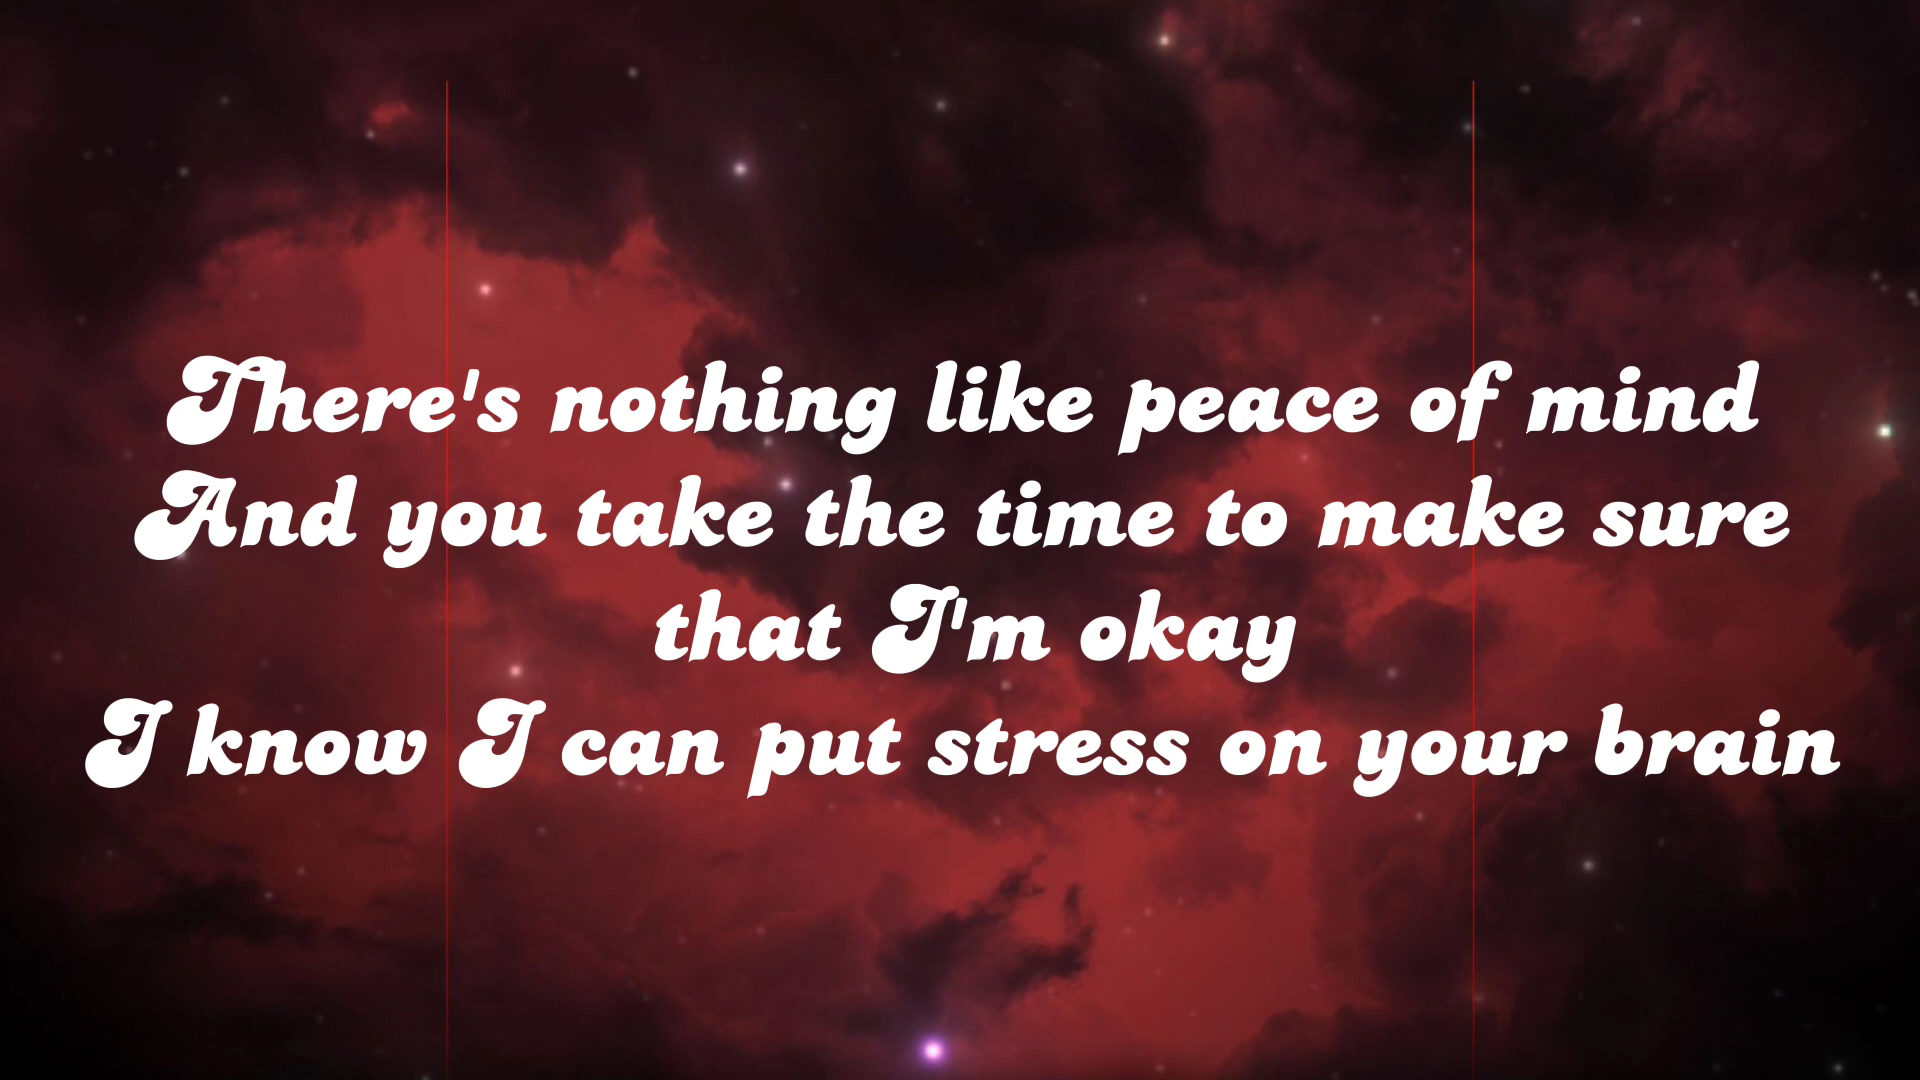 There's nothing like peace of mind
And you take the time to make sure
that I'm okay
I know I can put stress on your brain